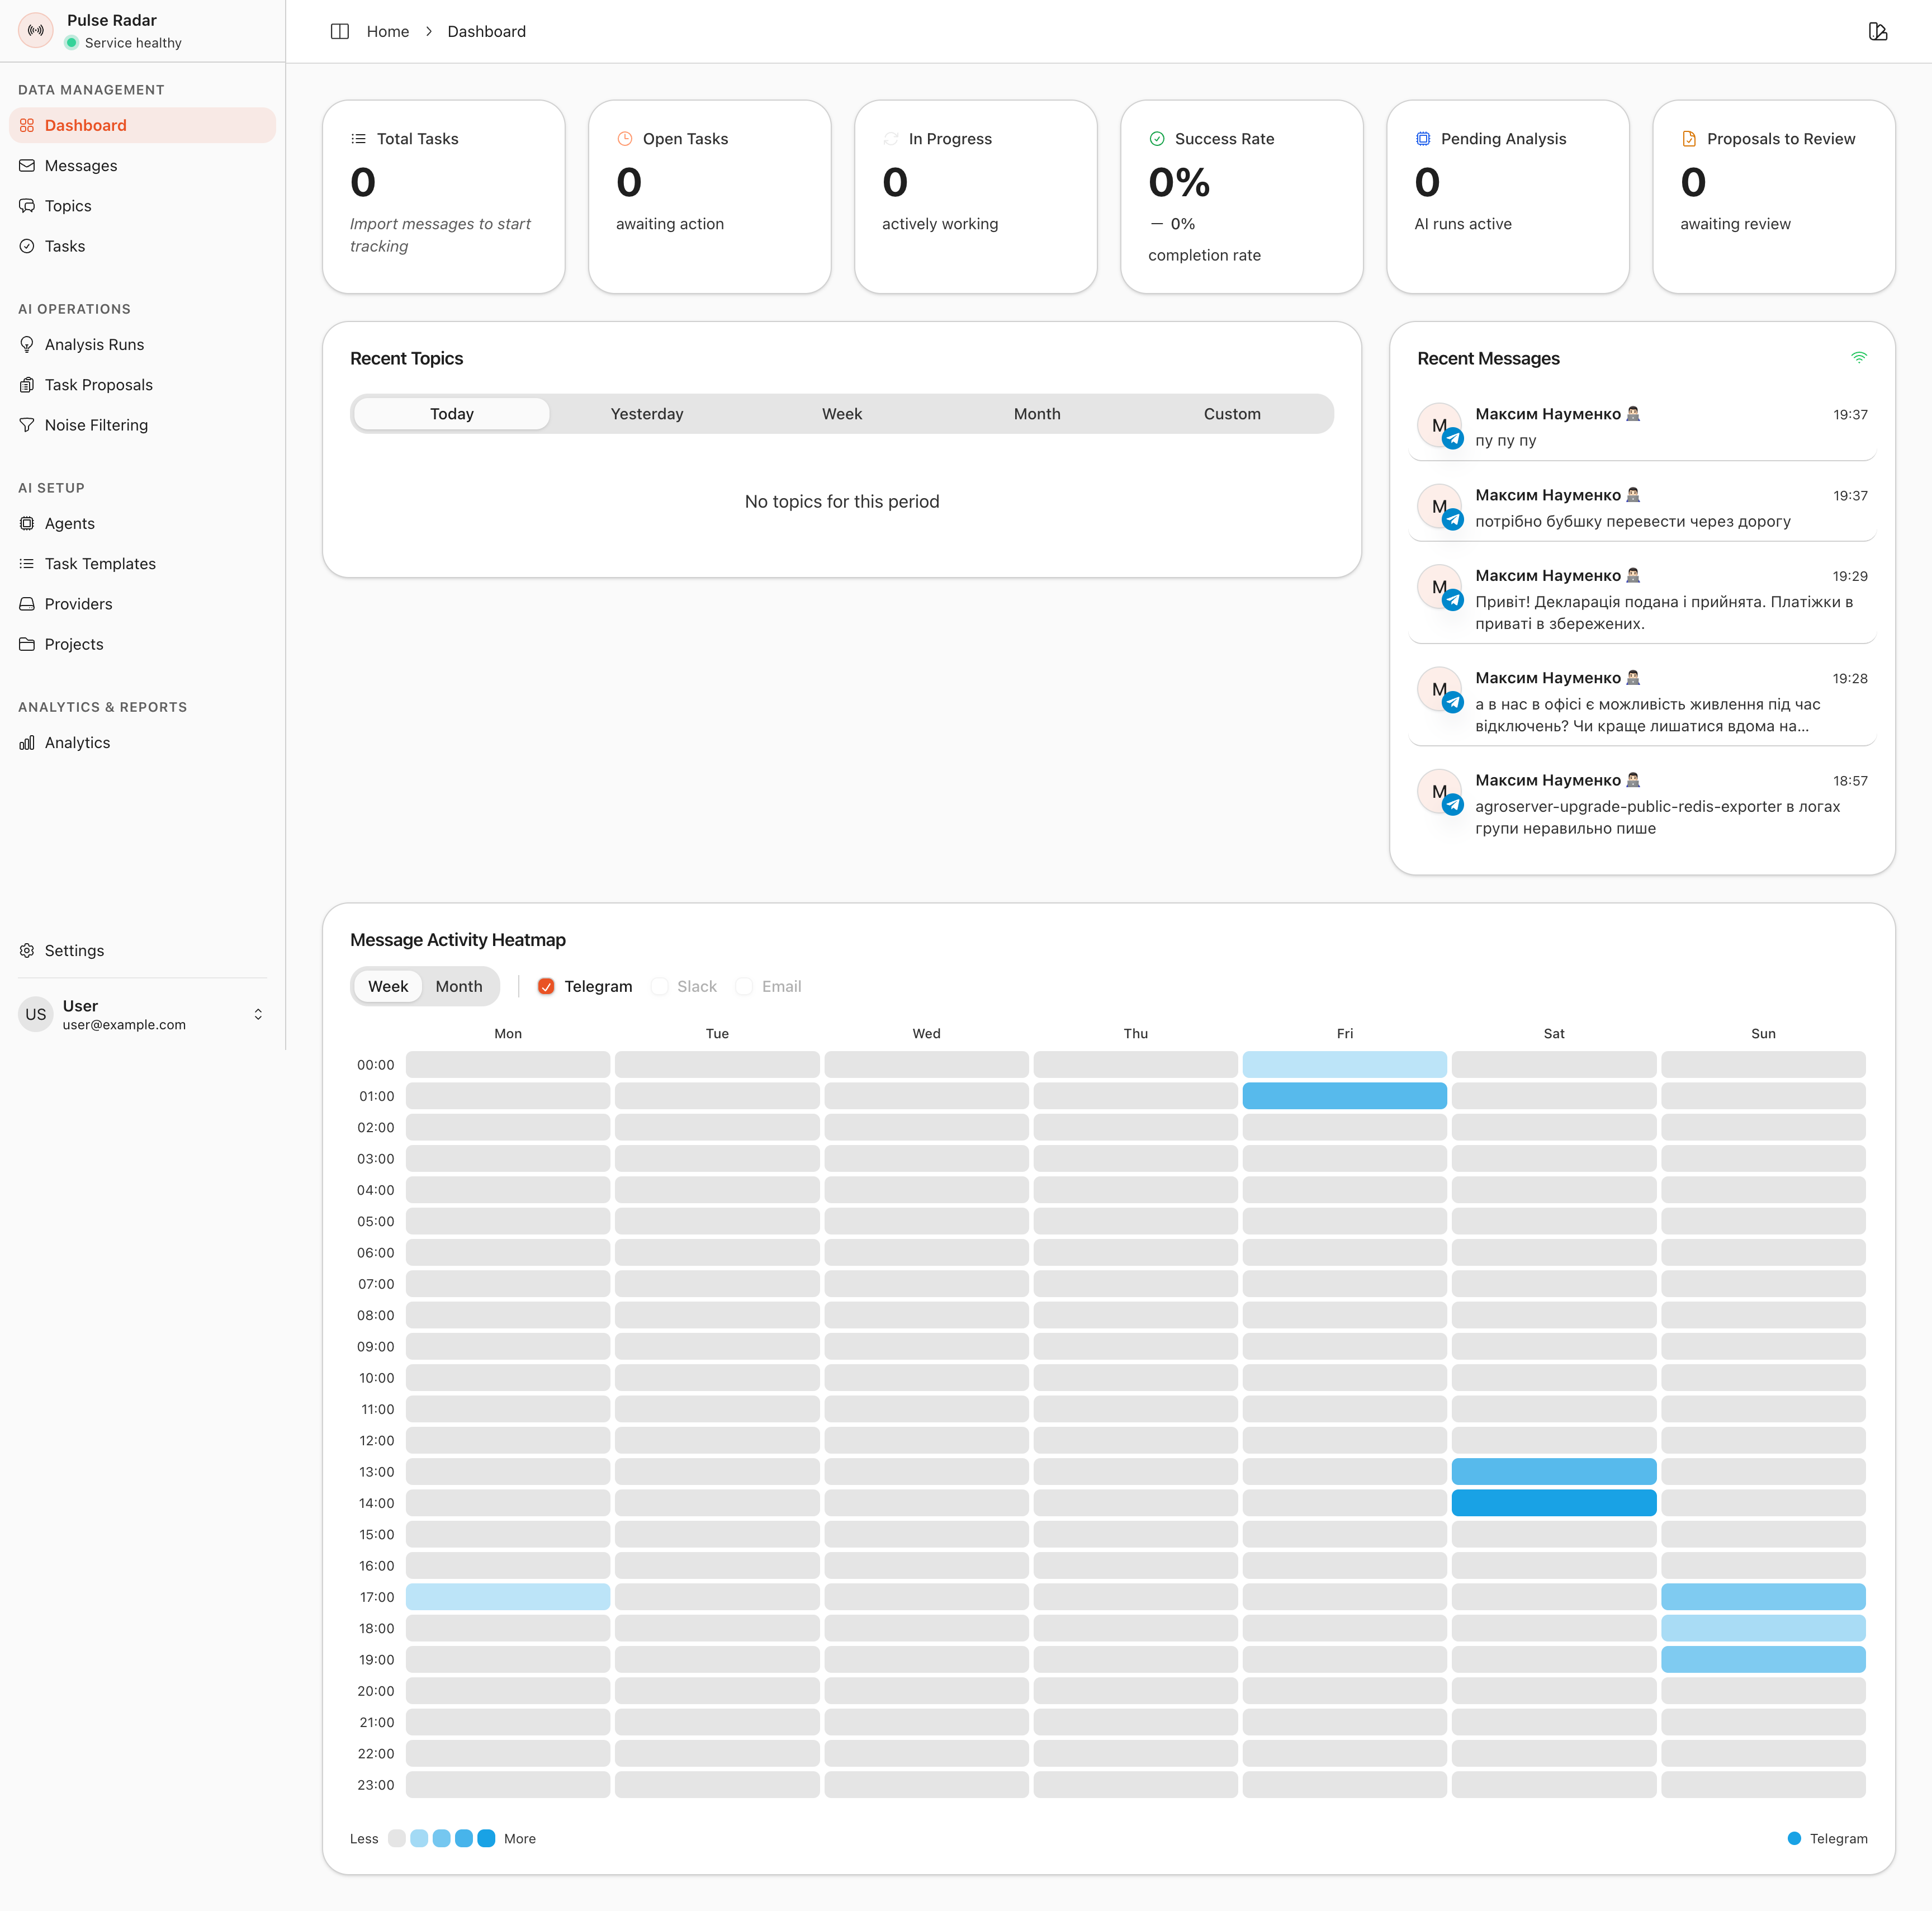 Pulse Radar
Service healthy
DATA MANAGEMENT
Dashboard
Messages
Topics
Tasks
AI OPERATIONS
Analysis Runs
Task Proposals
Noise Filtering
AI SETUP
Agents
Task Templates
Providers
Projects
ANALYTICS & REPORTS
Analytics
Settings
US
User
user@example.com
Home > Dashboard
Total Tasks
0
Import messages to start
tracking
Open Tasks
0
awaiting action
In Progress
0
actively working
Success Rate
0%
— 0%
completion rate
Pending Analysis
0
AI runs active
Proposals to Review
0
awaiting review
Recent Topics
Today Yesterday Week Month Custom
No topics for this period
Recent Messages
М
Максим Науменко 👨🏻‍💻 19:37
пу пу пу
М
Максим Науменко 👨🏻‍💻 19:37
потрібно бубшку перевести через дорогу
М
Максим Науменко 👨🏻‍💻 19:29
Привіт! Декларація подана і прийнята. Платіжки в
приваті в збережених.
М
Максим Науменко 👨🏻‍💻 19:28
а в нас в офісі є можливість живлення під час
відключень? Чи краще лишатися вдома на...
М
Максим Науменко 👨🏻‍💻 18:57
agroserver-upgrade-public-redis-exporter в логах
групи неравильно пише
Message Activity Heatmap
Week Month Telegram Slack Email
Mon Tue Wed Thu Fri Sat Sun
00:00
01:00
02:00
03:00
04:00
05:00
06:00
07:00
08:00
09:00
10:00
11:00
12:00
13:00
14:00
15:00
16:00
17:00
18:00
19:00
20:00
21:00
22:00
23:00
Less More
Telegram